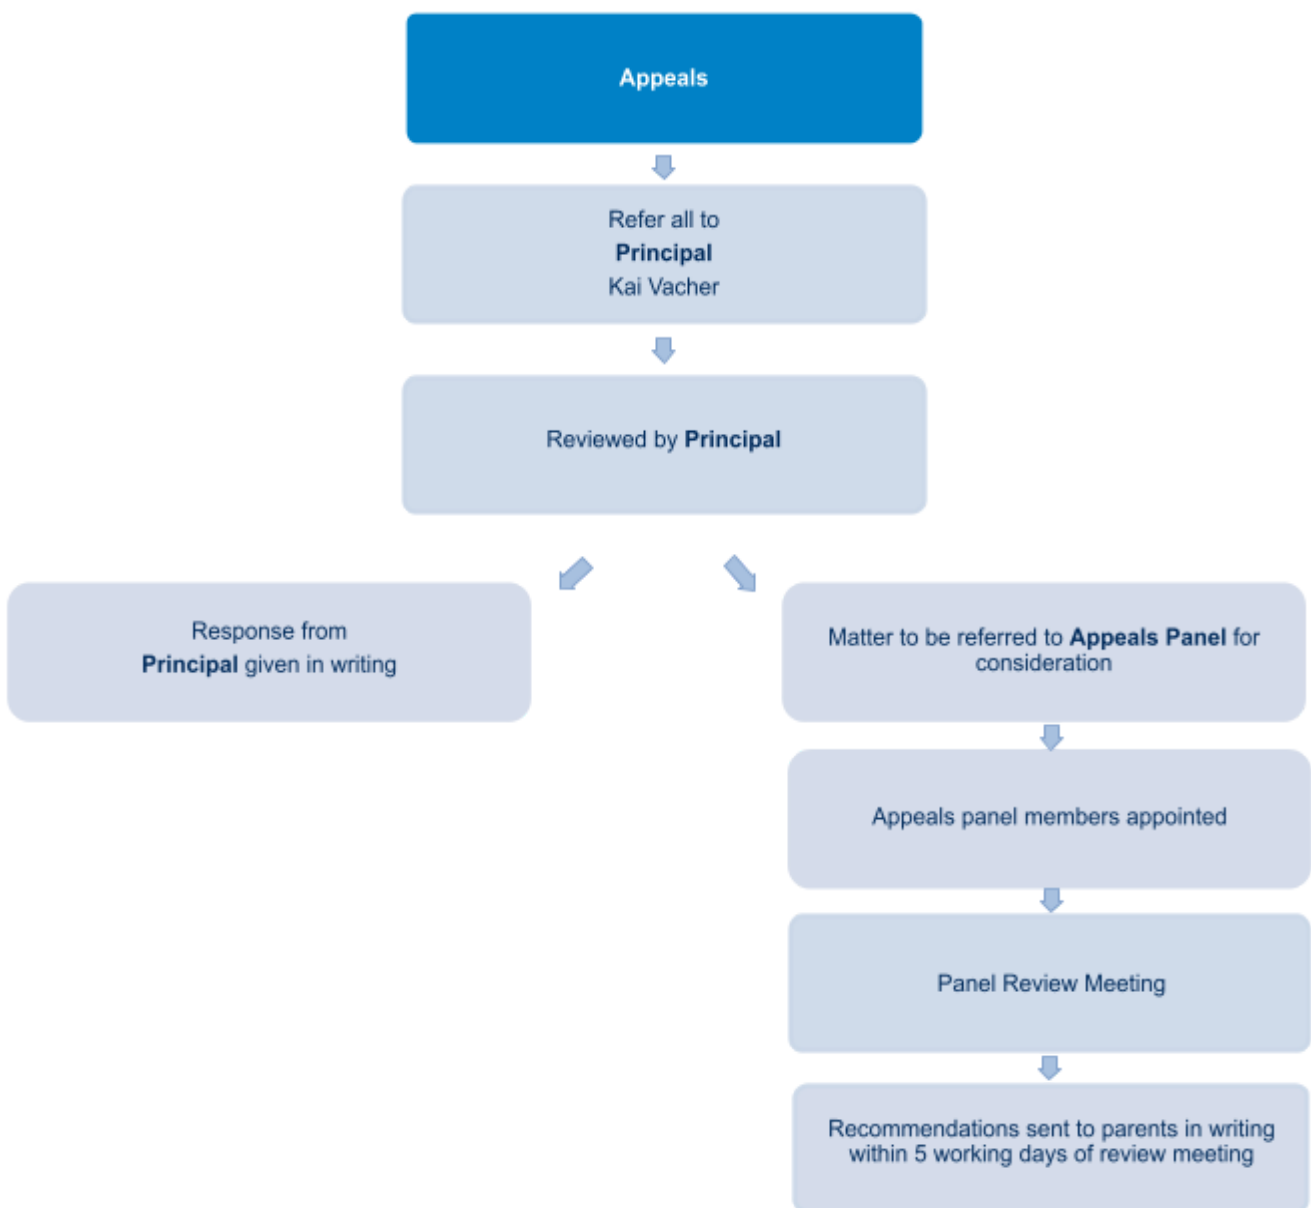 Appeals
Refer all to
Principal
Kai Vacher
Reviewed by Principal
Response from
Principal given in writing
Matter to be referred to Appeals Panel for
consideration
Appeals panel members appointed
Panel Review Meeting
Recommendations sent to parents in writing
within 5 working days of review meeting